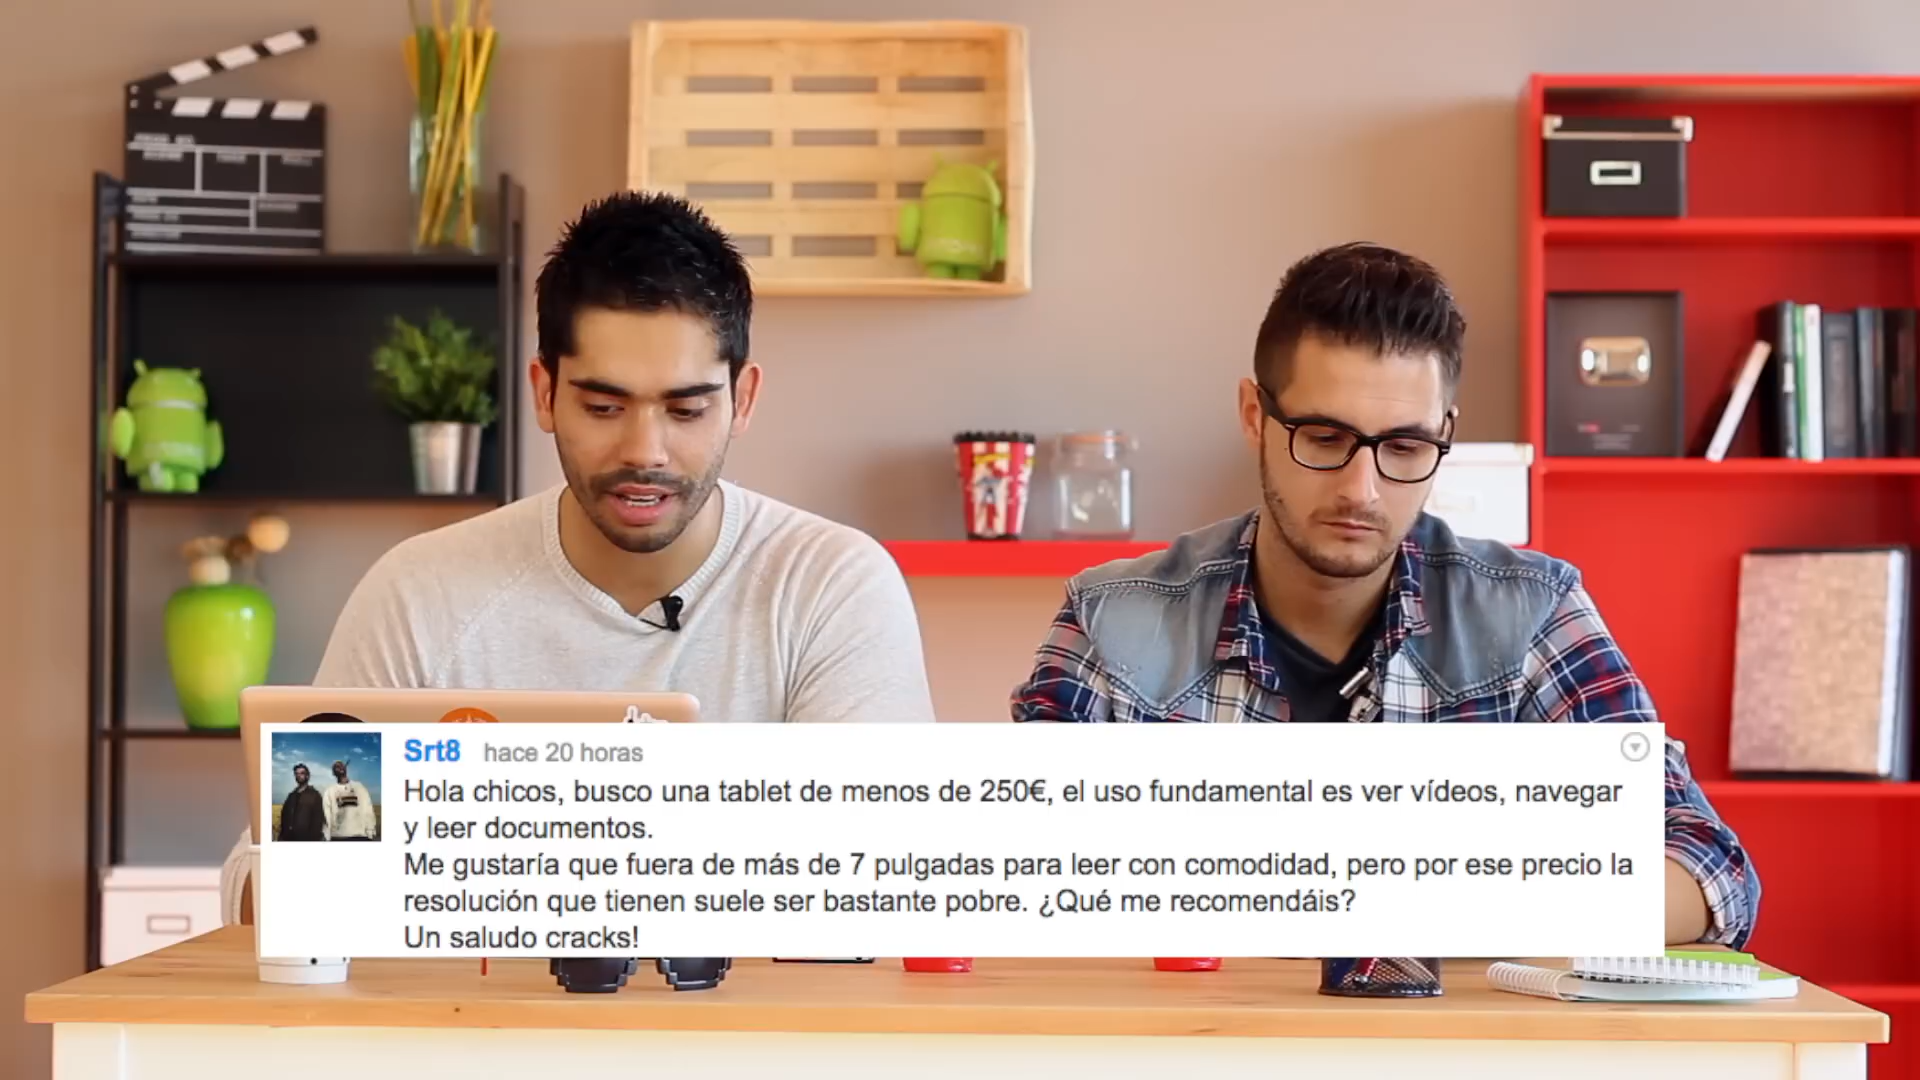 Srt8 hace 20 horas
Hola chicos, busco una tablet de menos de 250€, el uso fundamental es ver vídeos, navegar
y leer documentos.
Me gustaría que fuera de más de 7 pulgadas para leer con comodidad, pero por ese precio la
resolución que tienen suele ser bastante pobre. ¿Qué me recomendáis?
Un saludo cracks!